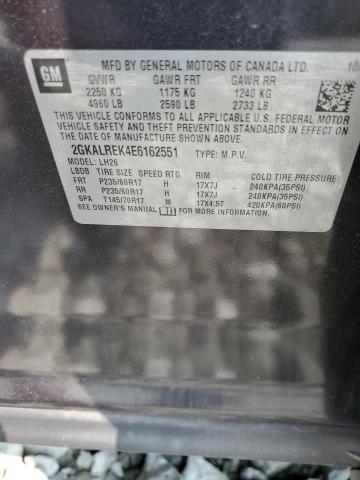 GM
MFD BY GENERAL MOTORS OF CANADA LTD. 10/
GVWR GAWR FRT GAWR RR
2250 KG 1175 KG 1240 KG
4960 LB 2590 LB 2733 LB
THIS VEHICLE CONFORMS TO ALL APPLICABLE U.S. FEDERAL MOTOR
VEHICLE SAFETY, BUMPER, AND THEFT PREVENTION STANDARDS IN EFFECT ON THE
DATE OF MANUFACTURE SHOWN ABOVE.
2GKALREK4E6162551 TYPE: M.P.V.
MODEL: LH26
LBDB TIRE SIZE SPEED RTG RIM COLD TIRE PRESSURE
FRT P235/60R17 H 17X7J 240KPA(35PSI)
RR P235/60R17 H 17X7J 240KPA(35PSI)
SPA T145/70R17 M 17X4.5T 420KPA(60PSI)
SEE OWNER'S MANUAL FOR MORE INFORMATION.